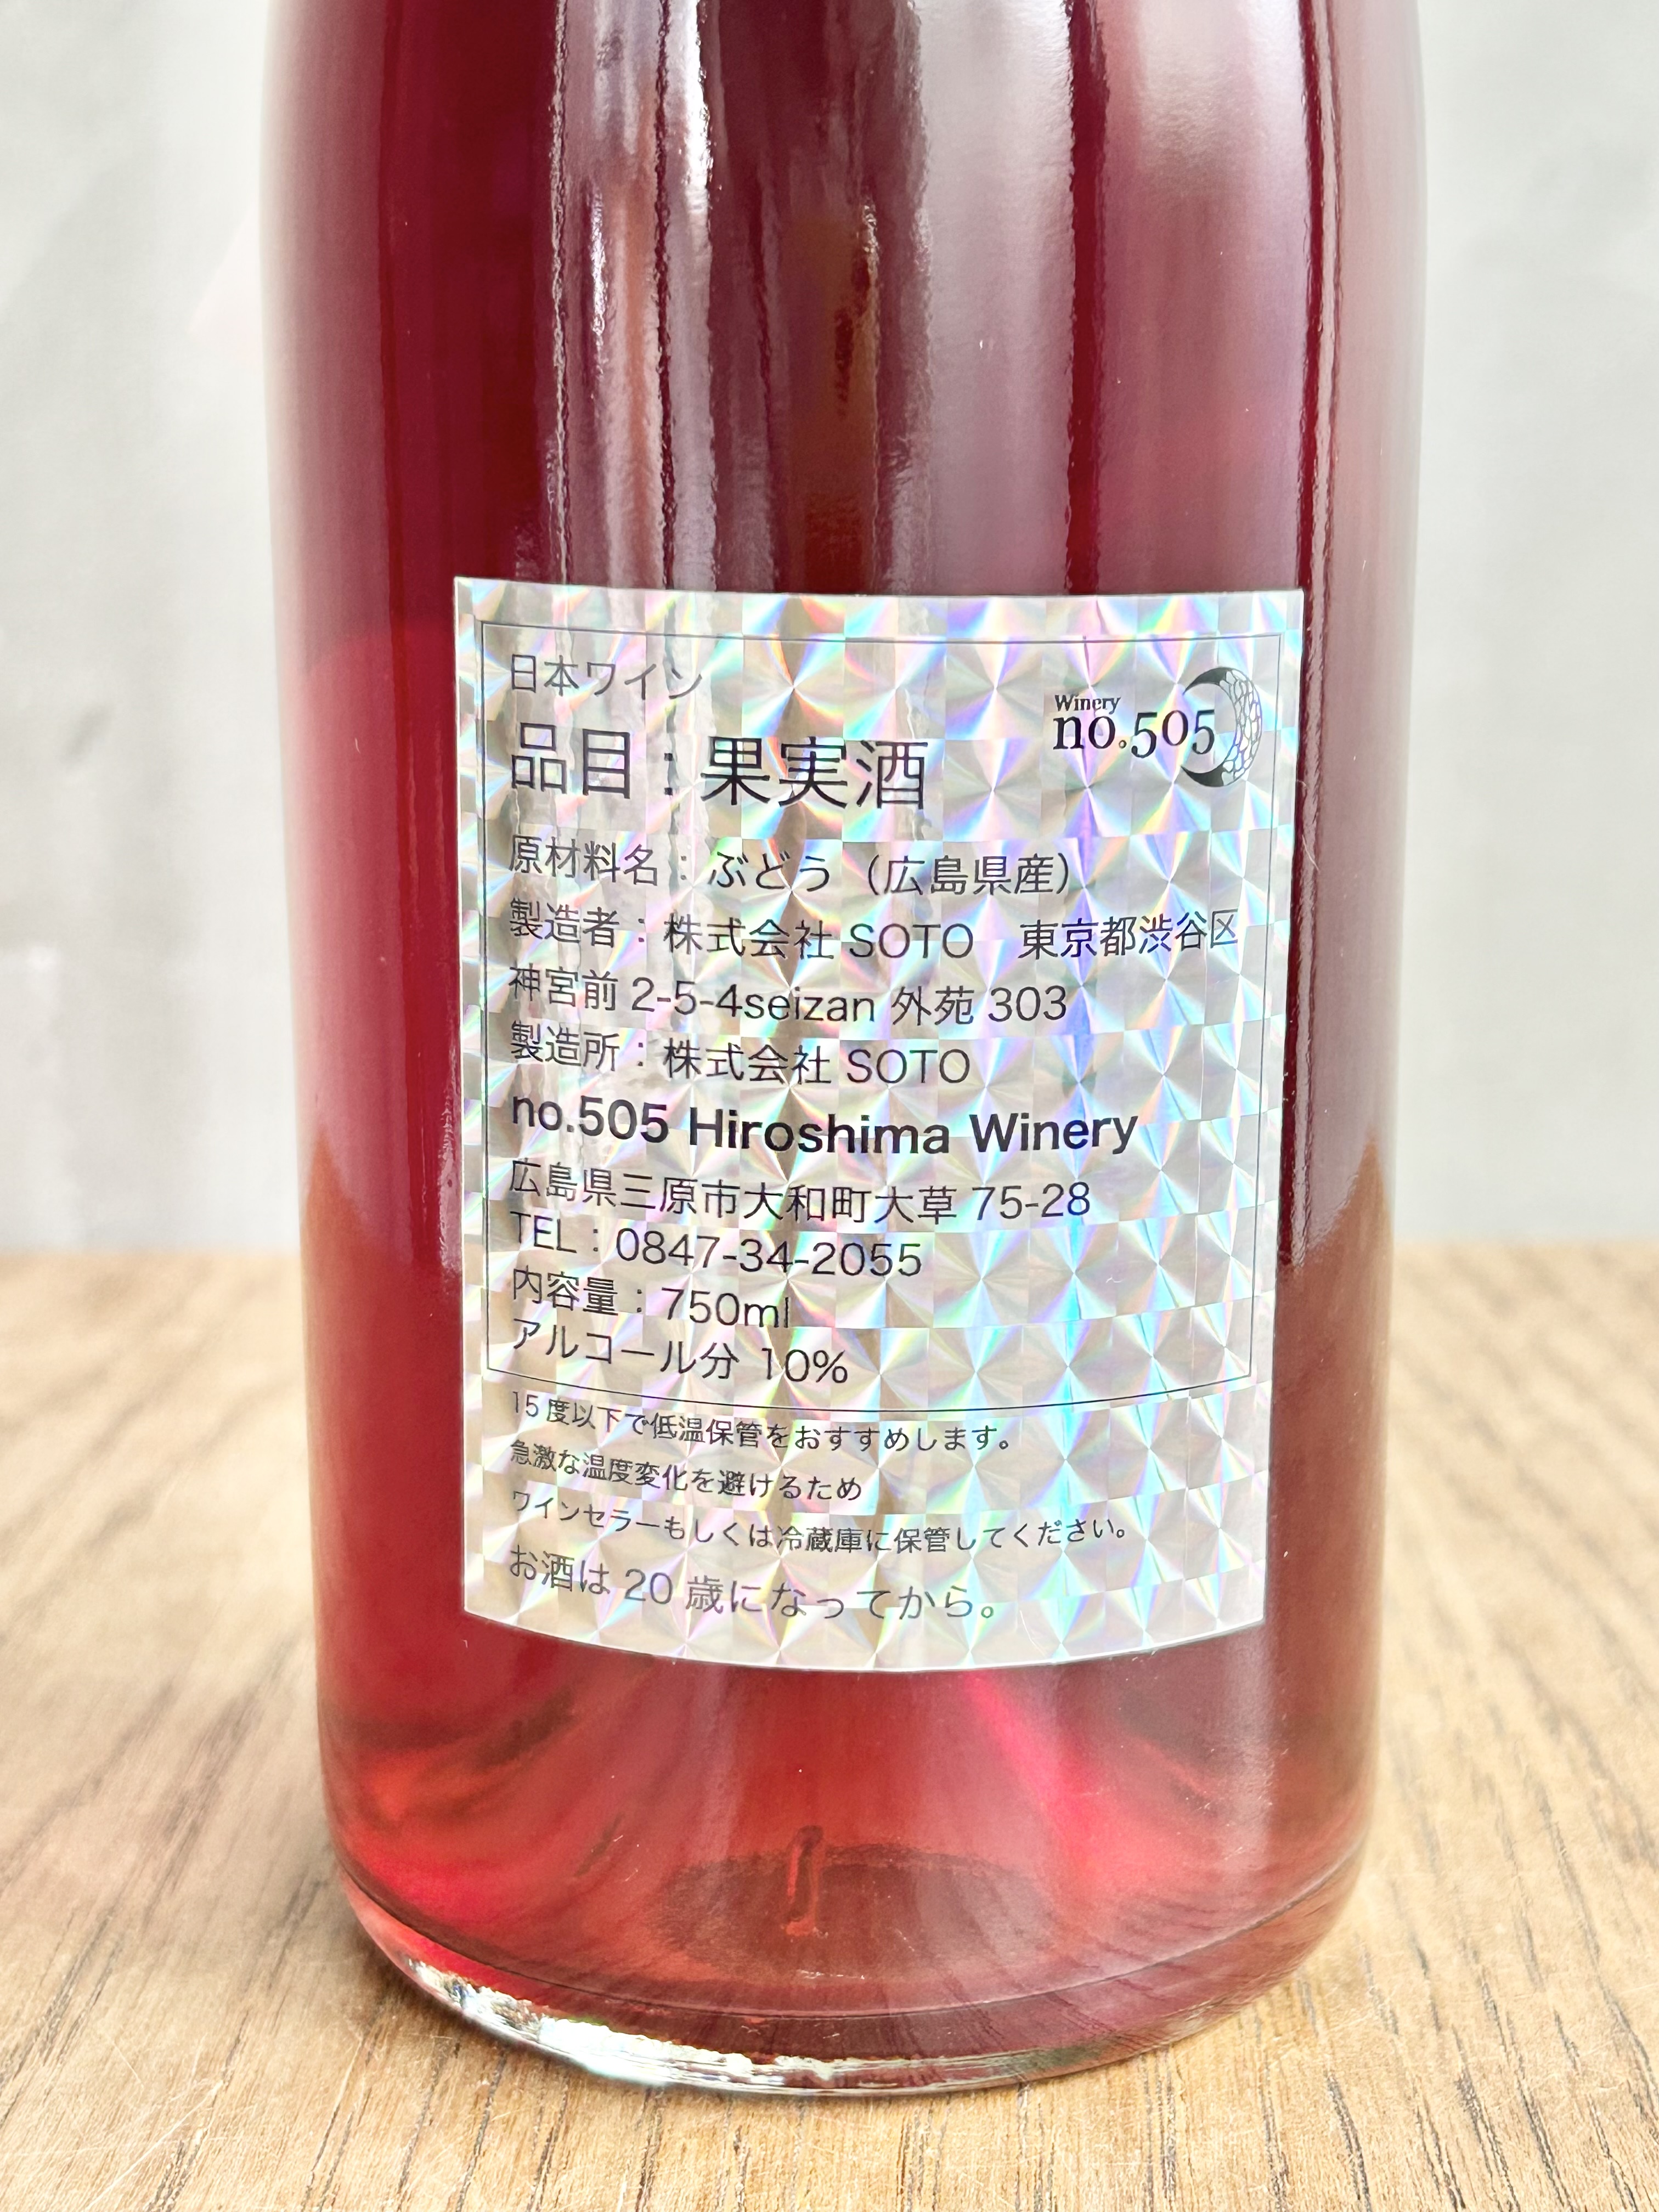 日本ワイン
Winery
no.505
品目：果実酒
原材料名：ぶどう（広島県産）
製造者：株式会社 SOTO　東京都渋谷区
神宮前 2-5-4seizan 外苑 303
製造所：株式会社 SOTO
no.505 Hiroshima Winery
広島県三原市大和町大草 75-28
TEL：0847-34-2055
内容量：750ml
アルコール分 10%
15度以下で低温保管をおすすめします。
急激な温度変化を避けるため
ワインセラーもしくは冷蔵庫に保管してください。
お酒は 20 歳になってから。